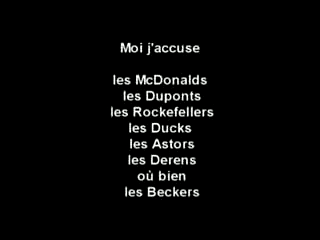 Moi j'accuse
les McDonalds
les Duponts
les Rockefellers
les Ducks
les Astors
les Derens
où bien
les Beckers